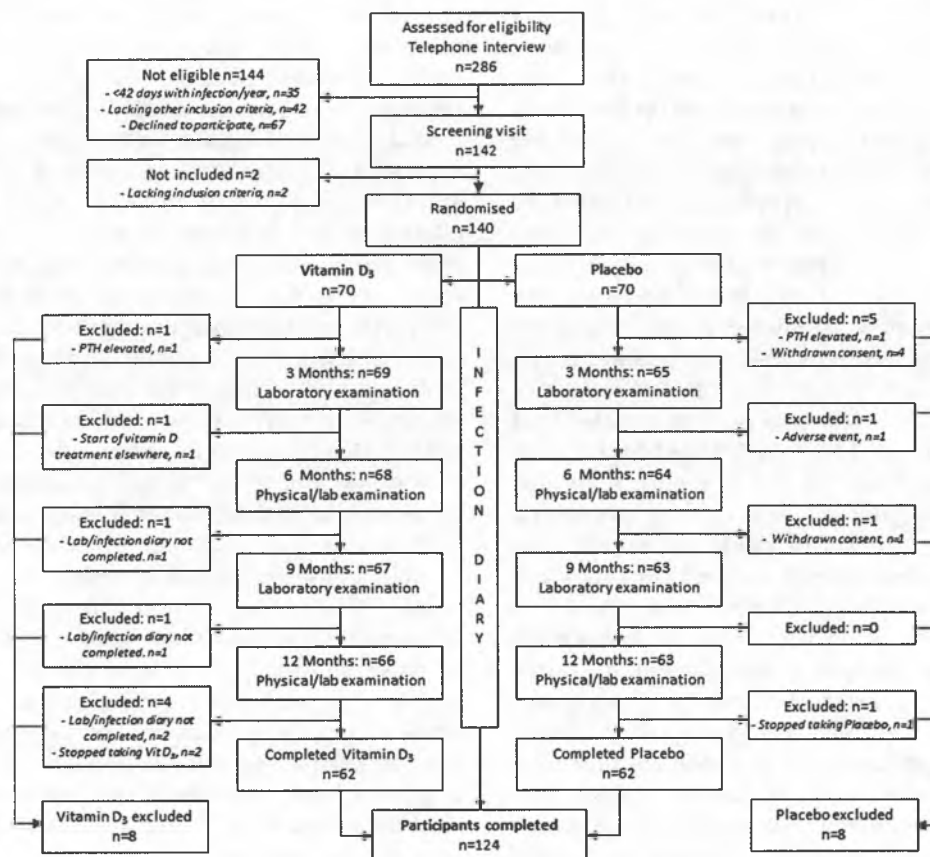 Assessed for eligibility
Telephone interview
n=286
Not eligible n=144
- <42 days with infection/year, n=35
- Lacking other inclusion criteria, n=42
- Declined to participate, n=67
Screening visit
n=142
Not included n=2
- Lacking inclusion criteria, n=2
Randomised
n=140
Vitamin D₃
n=70
Placebo
n=70
INFECTION DIARY
Excluded: n=1
- PTH elevated, n=1
Excluded: n=5
- PTH elevated, n=1
- Withdrawn consent, n=4
3 Months: n=69
Laboratory examination
3 Months: n=65
Laboratory examination
Excluded: n=1
- Start of vitamin D
treatment elsewhere, n=1
Excluded: n=1
- Adverse event, n=1
6 Months: n=68
Physical/lab examination
6 Months: n=64
Physical/lab examination
Excluded: n=1
- Lab/infection diary not
completed. n=1
Excluded: n=1
- Withdrawn consent, n=1
9 Months: n=67
Laboratory examination
9 Months: n=63
Laboratory examination
Excluded: n=1
- Lab/infection diary not
completed. n=1
Excluded: n=0
12 Months: n=66
Physical/lab examination
12 Months: n=63
Physical/lab examination
Excluded: n=4
- Lab/infection diary not
completed, n=2
- Stopped taking Vit D₃, n=2
Excluded: n=1
- Stopped taking Placebo, n=1
Completed Vitamin D₃
n=62
Completed Placebo
n=62
Vitamin D₃ excluded
n=8
Participants completed
n=124
Placebo excluded
n=8